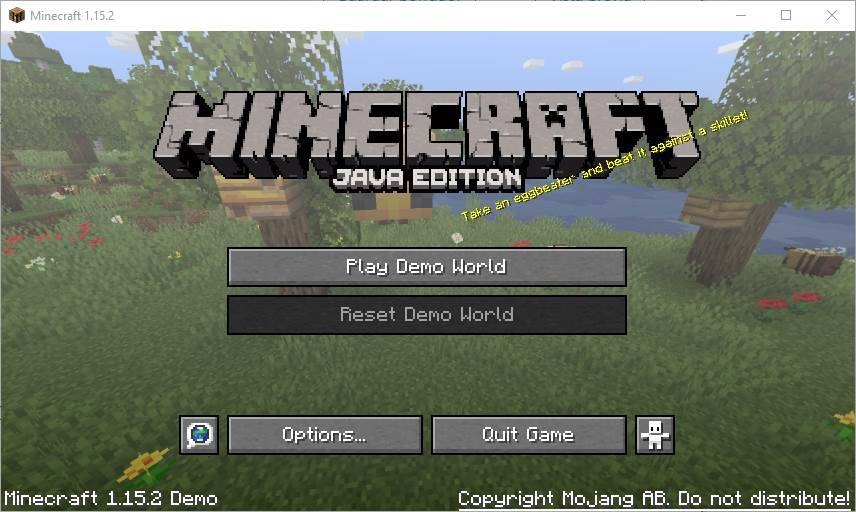 Minecraft 1.15.2
MINECRAFT
JAVA EDITION
Take an eggbeater and beat it against a skillet!
Play Demo World
Reset Demo World
Options...
Quit Game
Minecraft 1.15.2 Demo
Copyright Mojang AB. Do not distribute!